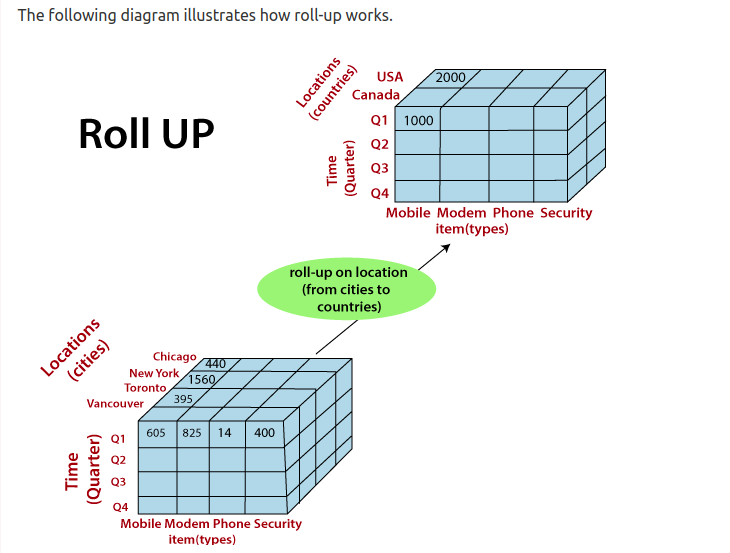 The following diagram illustrates how roll-up works.
Roll UP
Locations
(countries)
USA
2000
Canada
Q1
1000
Q2
Q3
Q4
Time
(Quarter)
Mobile Modem Phone Security
item(types)
roll-up on location
(from cities to
countries)
Locations
(cities)
Chicago
440
New York
1560
Toronto
395
Vancouver
Q1
605 825 14 400
Q2
Q3
Q4
Time
(Quarter)
Mobile Modem Phone Security
item(types)